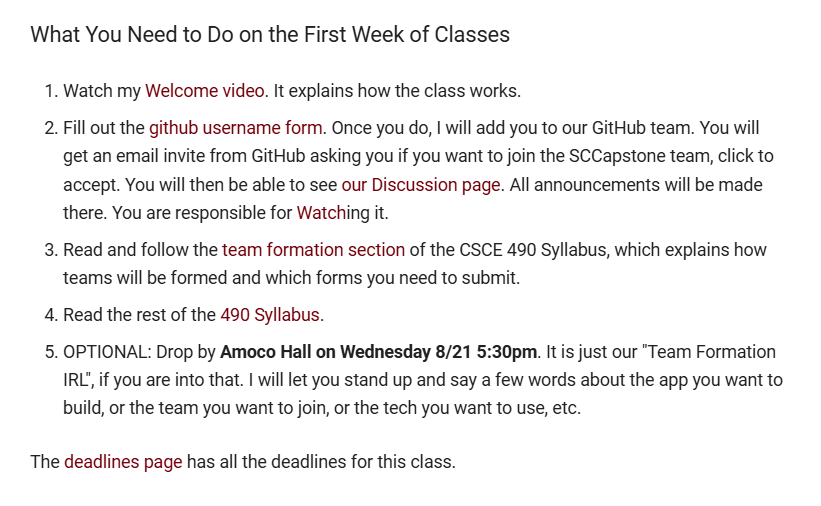 What You Need to Do on the First Week of Classes
1. Watch my Welcome video. It explains how the class works.
2. Fill out the github username form. Once you do, I will add you to our GitHub team. You will
get an email invite from GitHub asking you if you want to join the SCCapstone team, click to
accept. You will then be able to see our Discussion page. All announcements will be made
there. You are responsible for Watching it.
3. Read and follow the team formation section of the CSCE 490 Syllabus, which explains how
teams will be formed and which forms you need to submit.
4. Read the rest of the 490 Syllabus.
5. OPTIONAL: Drop by Amoco Hall on Wednesday 8/21 5:30pm. It is just our "Team Formation
IRL", if you are into that. I will let you stand up and say a few words about the app you want to
build, or the team you want to join, or the tech you want to use, etc.
The deadlines page has all the deadlines for this class.